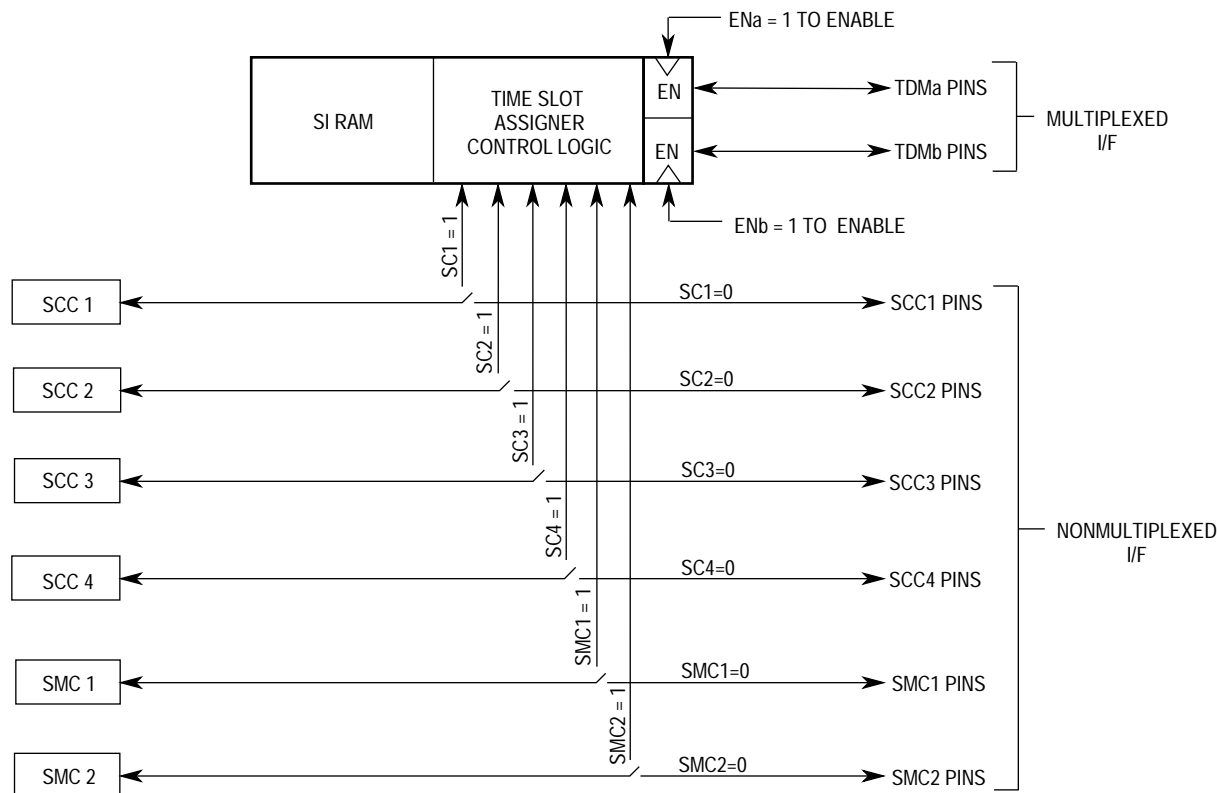 ENa = 1 TO ENABLE
SI RAM
TIME SLOT
ASSIGNER
CONTROL LOGIC
EN
EN
TDMa PINS
TDMb PINS
MULTIPLEXED
I/F
ENb = 1 TO ENABLE
SC1 = 1
SCC 1
SC1=0
SCC1 PINS
SC2 = 1
SCC 2
SC2=0
SCC2 PINS
SC3 = 1
SCC 3
SC3=0
SCC3 PINS
SC4 = 1
NONMULTIPLEXED
I/F
SCC 4
SC4=0
SCC4 PINS
SMC1 = 1
SMC 1
SMC1=0
SMC1 PINS
SMC2 = 1
SMC 2
SMC2=0
SMC2 PINS